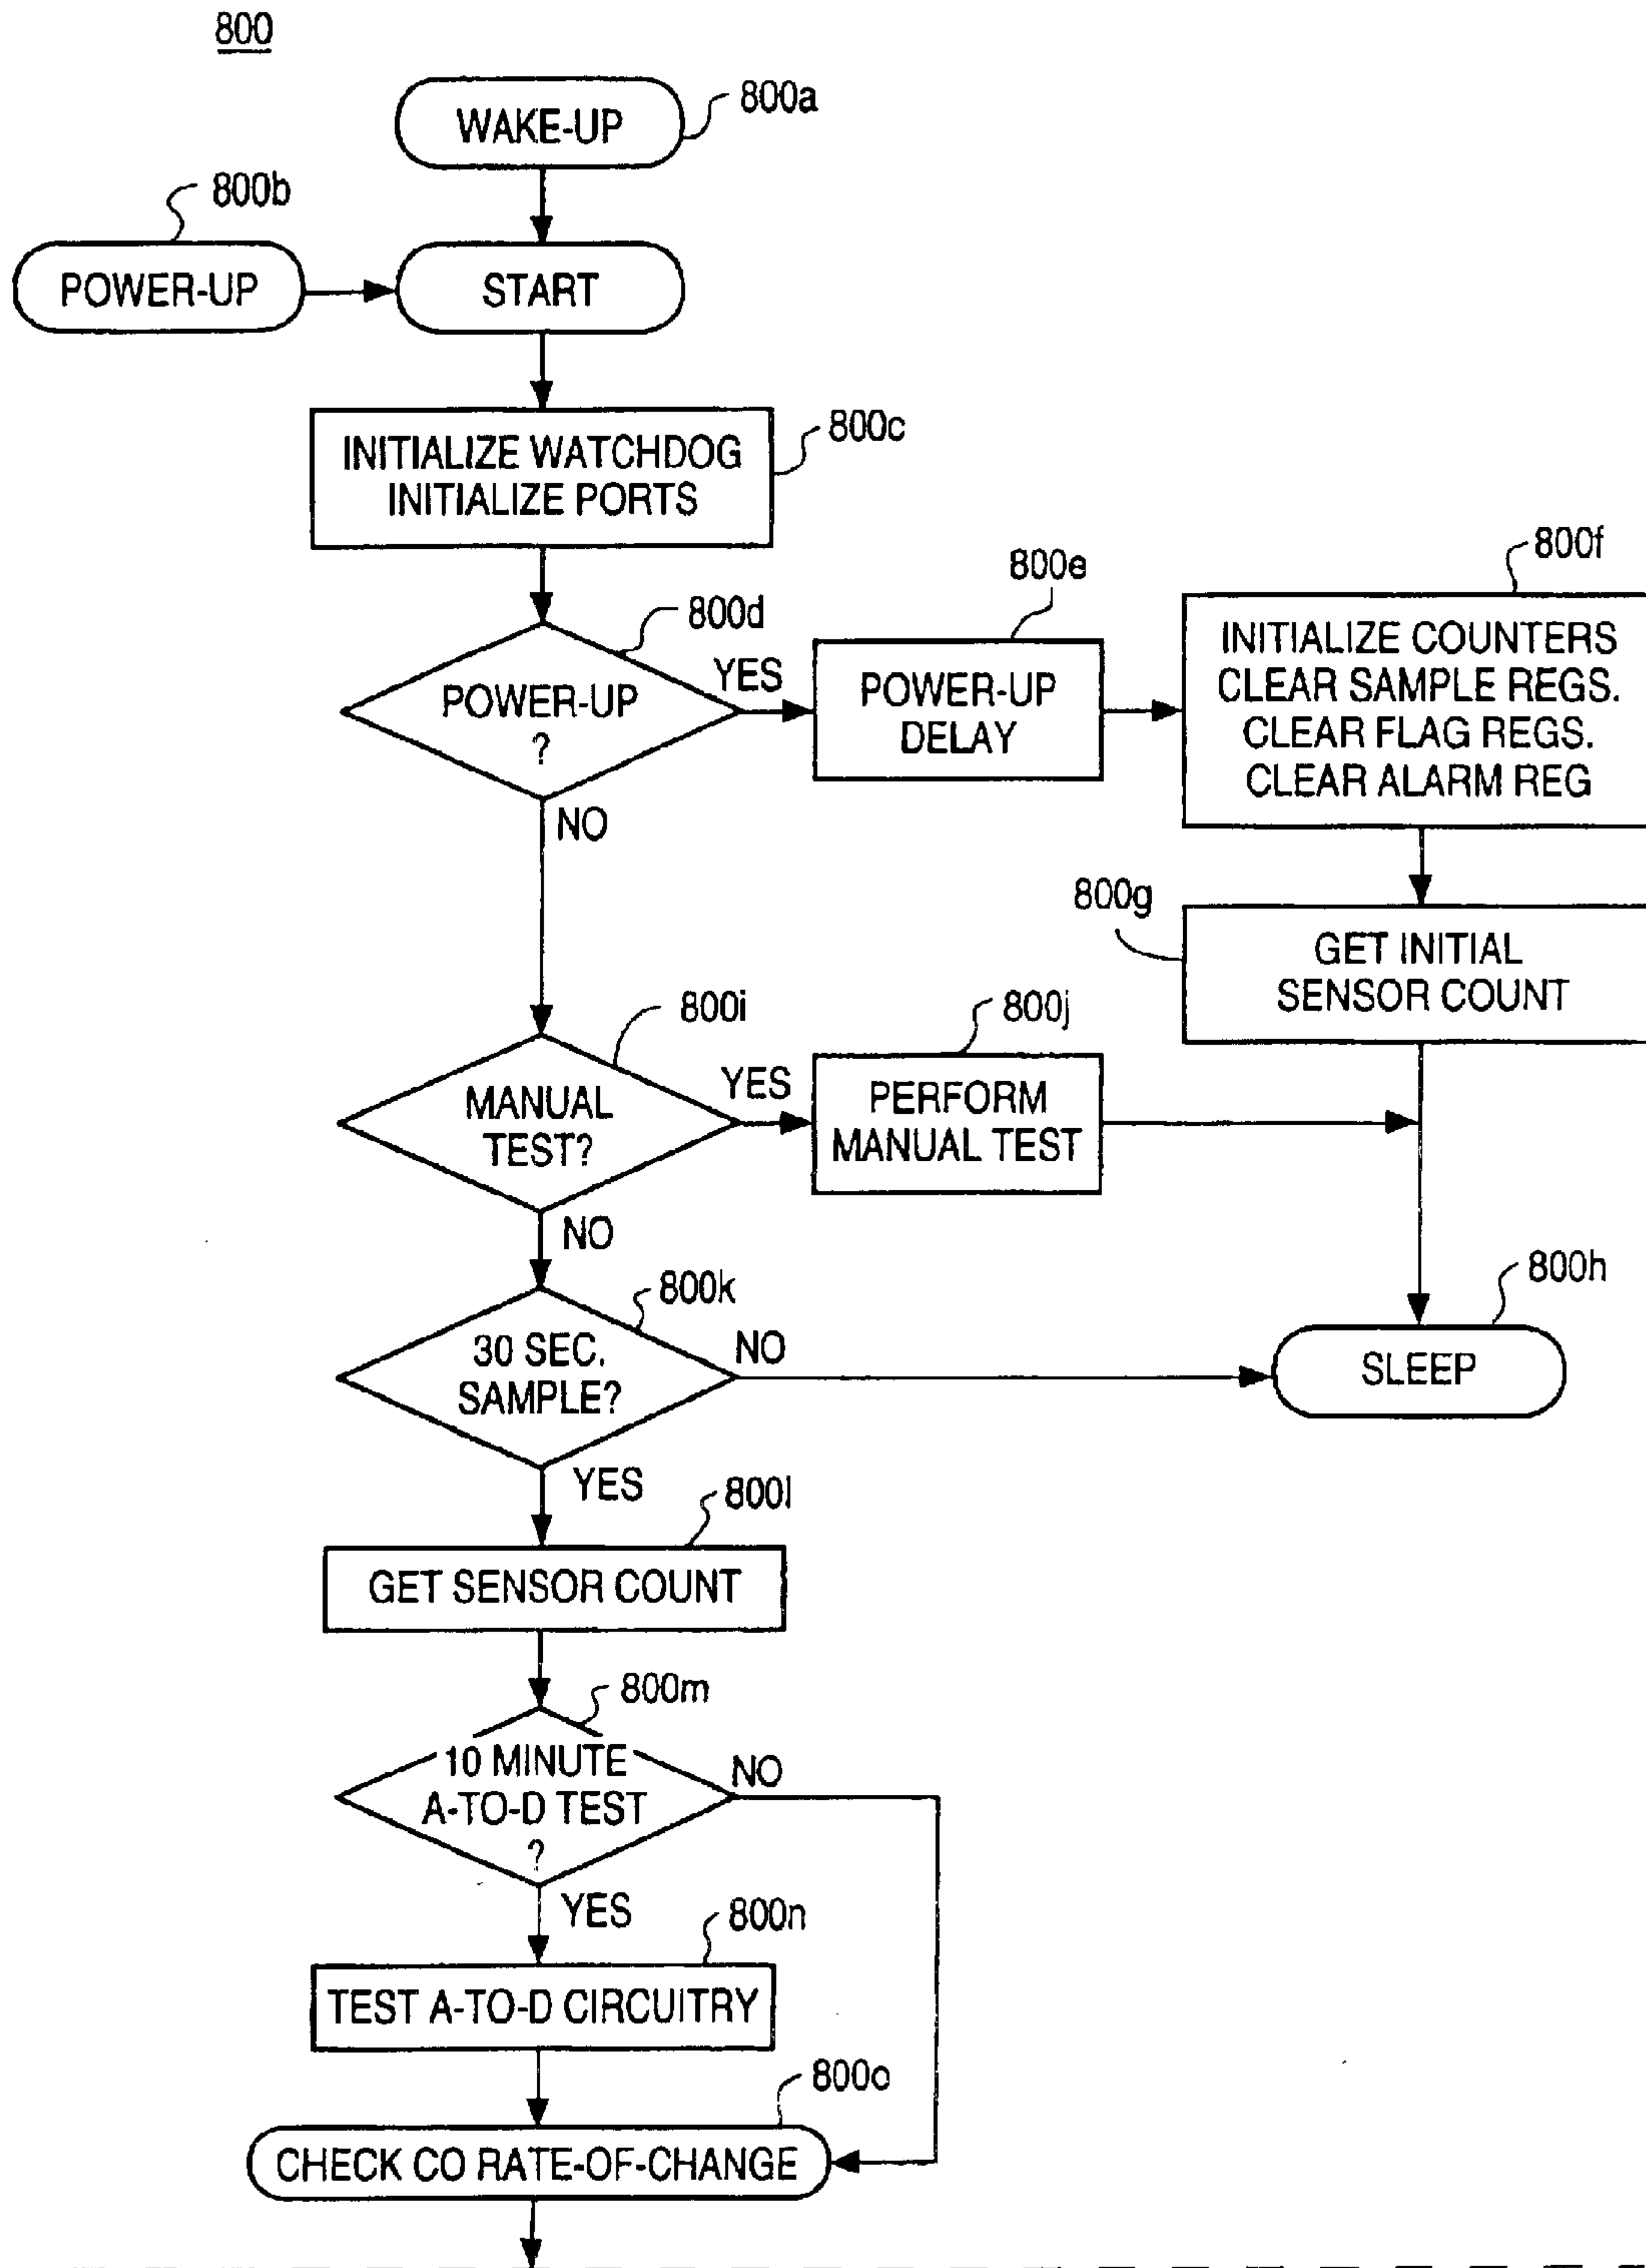 800
WAKE-UP
800a
800b
POWER-UP
START
INITIALIZE WATCHDOG
INITIALIZE PORTS
800c
800d
POWER-UP
?
YES
NO
800e
POWER-UP
DELAY
800f
INITIALIZE COUNTERS
CLEAR SAMPLE REGS.
CLEAR FLAG REGS.
CLEAR ALARM REG
800g
GET INITIAL
SENSOR COUNT
800i
MANUAL
TEST?
YES
NO
800j
PERFORM
MANUAL TEST
800k
30 SEC.
SAMPLE?
NO
YES
800h
SLEEP
800l
GET SENSOR COUNT
800m
10 MINUTE
A-TO-D TEST
?
NO
YES
800n
TEST A-TO-D CIRCUITRY
800o
CHECK CO RATE-OF-CHANGE